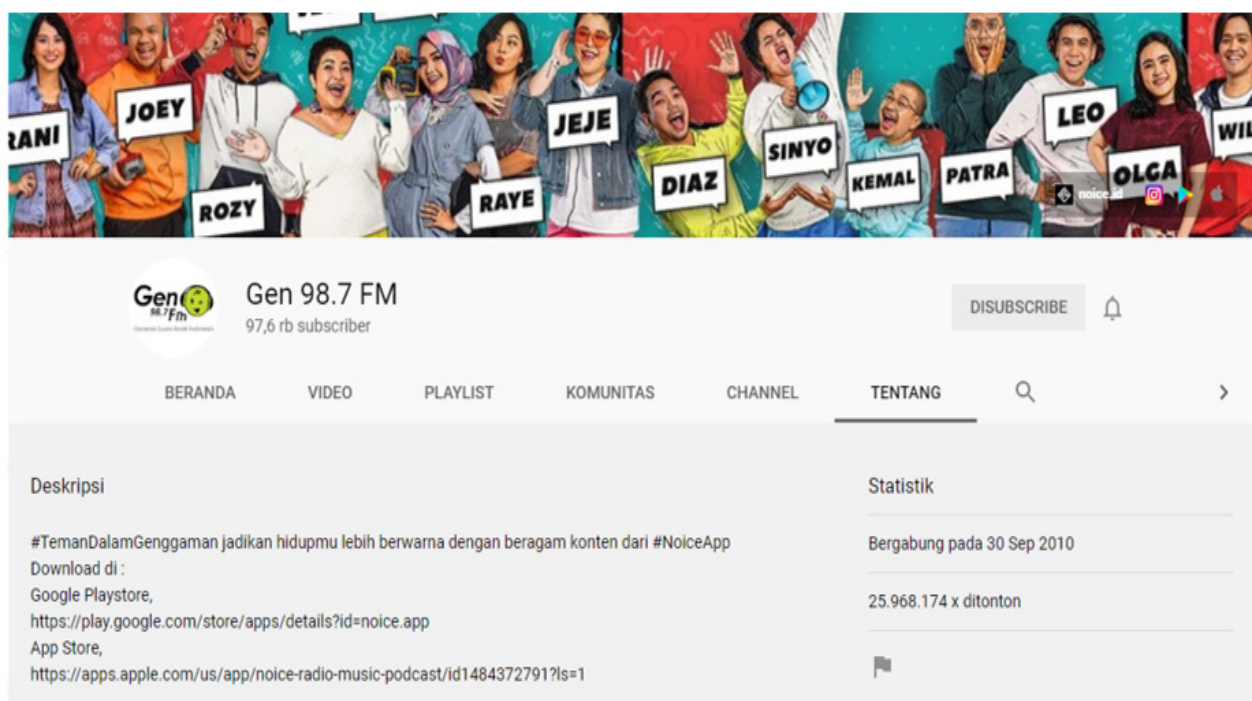 RANI
JOEY
ROZY
RAYE
JEJE
DIAZ
SINYO
KEMAL
PATRA
LEO
OLGA
noice.id
Gen
98.7 Fm
Gen 98.7 FM
97,6 rb subscriber
DISUBSCRIBE
BERANDA VIDEO PLAYLIST KOMUNITAS CHANNEL TENTANG
Deskripsi
#TemanDalamGenggaman jadikan hidupmu lebih berwarna dengan beragam konten dari #NoiceApp
Download di :
Google Playstore,
https://play.google.com/store/apps/details?id=noice.app
App Store,
https://apps.apple.com/us/app/noice-radio-music-podcast/id1484372791?ls=1
Statistik
Bergabung pada 30 Sep 2010
25.968.174 x ditonton